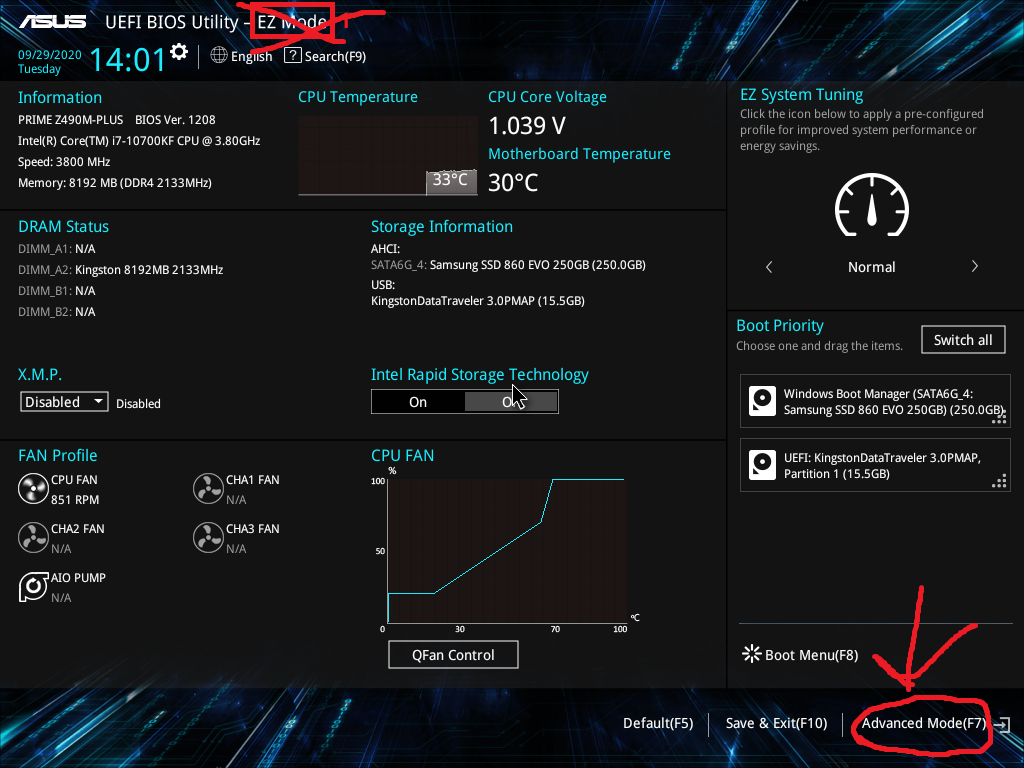 ASUS UEFI BIOS Utility – EZ Mode
09/29/2020
Tuesday
14:01
English
? Search(F9)
Information
PRIME Z490M-PLUS BIOS Ver. 1208
Intel(R) Core(TM) i7-10700KF CPU @ 3.80GHz
Speed: 3800 MHz
Memory: 8192 MB (DDR4 2133MHz)
CPU Temperature
33°C
CPU Core Voltage
1.039 V
Motherboard Temperature
30°C
EZ System Tuning
Click the icon below to apply a pre-configured
profile for improved system performance or
energy savings.
Normal
DRAM Status
DIMM_A1: N/A
DIMM_A2: Kingston 8192MB 2133MHz
DIMM_B1: N/A
DIMM_B2: N/A
Storage Information
AHCI:
SATA6G_4: Samsung SSD 860 EVO 250GB (250.0GB)
USB:
KingstonDataTraveler 3.0PMAP (15.5GB)
X.M.P.
Disabled
Disabled
Intel Rapid Storage Technology
On
Boot Priority
Choose one and drag the items.
Switch all
Windows Boot Manager (SATA6G_4:
Samsung SSD 860 EVO 250GB) (250.0GB)
UEFI: KingstonDataTraveler 3.0PMAP,
Partition 1 (15.5GB)
FAN Profile
CPU FAN
851 RPM
CHA1 FAN
N/A
CHA2 FAN
N/A
CHA3 FAN
N/A
AIO PUMP
N/A
CPU FAN
%
100
50
0
30
70
100
°C
QFan Control
Boot Menu(F8)
Default(F5)
Save & Exit(F10)
Advanced Mode(F7)